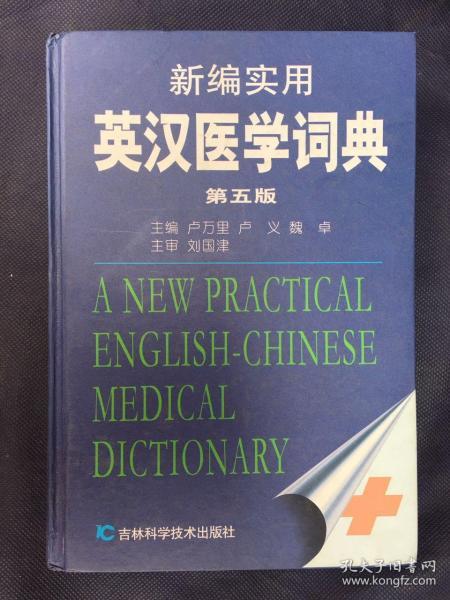 新编实用
英汉医学词典
第五版
主编 卢万里 卢 义 魏 卓
主审 刘国津
A NEW PRACTICAL
ENGLISH-CHINESE
MEDICAL
DICTIONARY
吉林科学技术出版社
孔夫子旧书网
www.kongfz.com